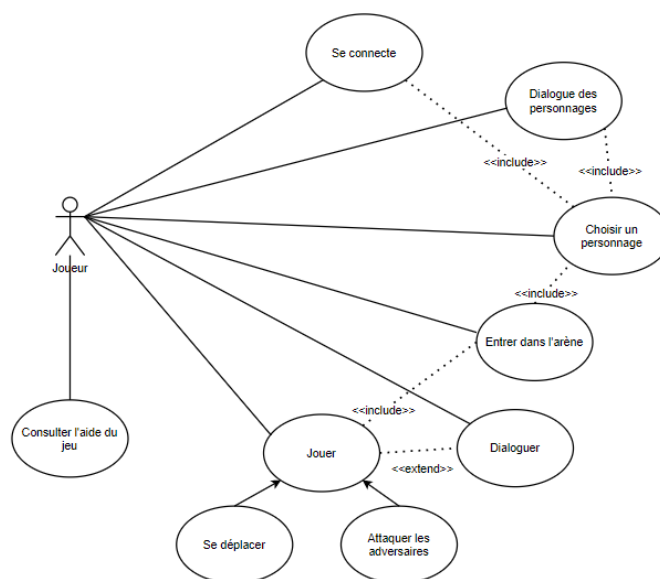 Se connecte
Dialogue des
personnages
<<include>>
<<include>>
Joueur
Choisir un
personnage
<<include>>
Entrer dans l'arène
<<include>>
Consulter l'aide du
jeu
Jouer
Dialoguer
<<extend>>
Se déplacer
Attaquer les
adversaires